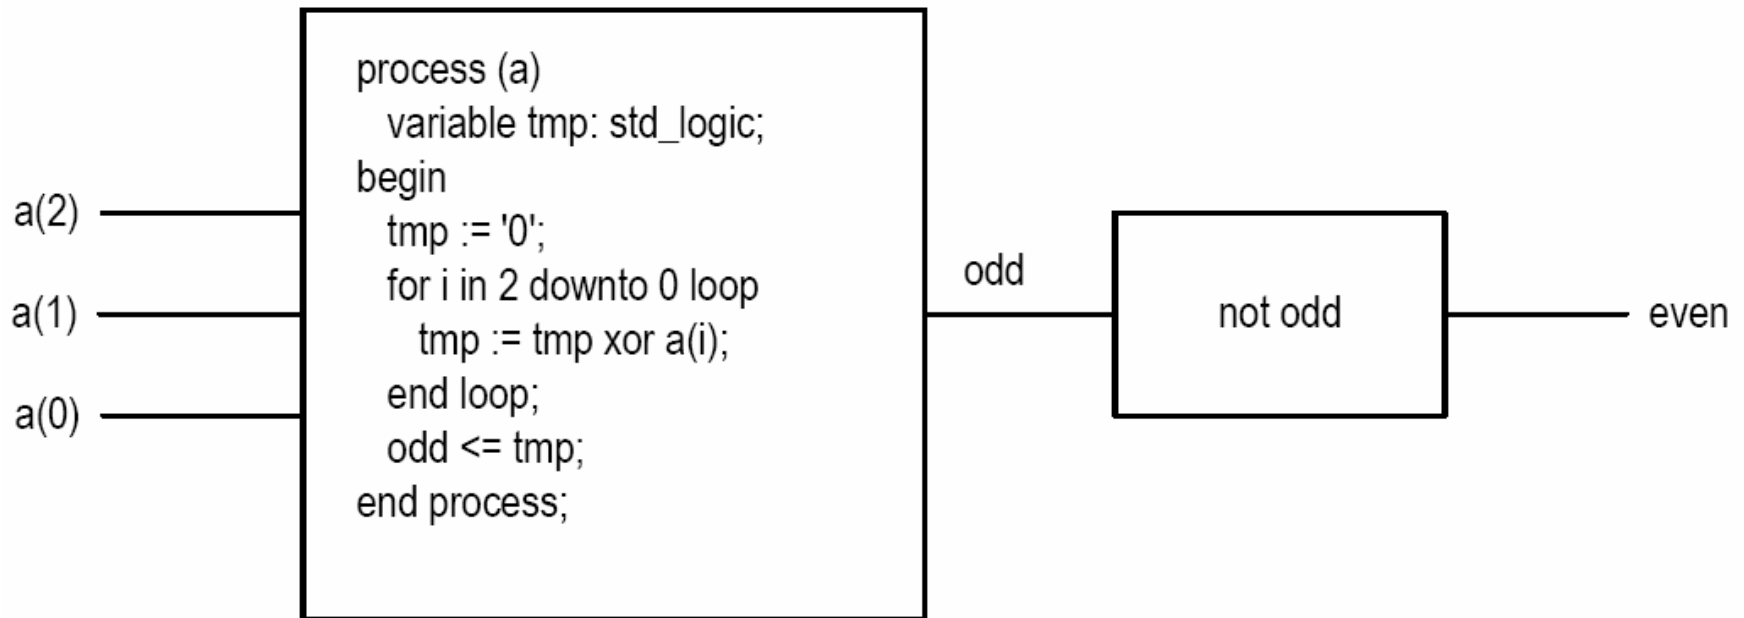 process (a)
variable tmp: std_logic;
begin
tmp := '0';
for i in 2 downto 0 loop
tmp := tmp xor a(i);
end loop;
odd <= tmp;
end process;
a(2)
a(1)
a(0)
odd
not odd
even